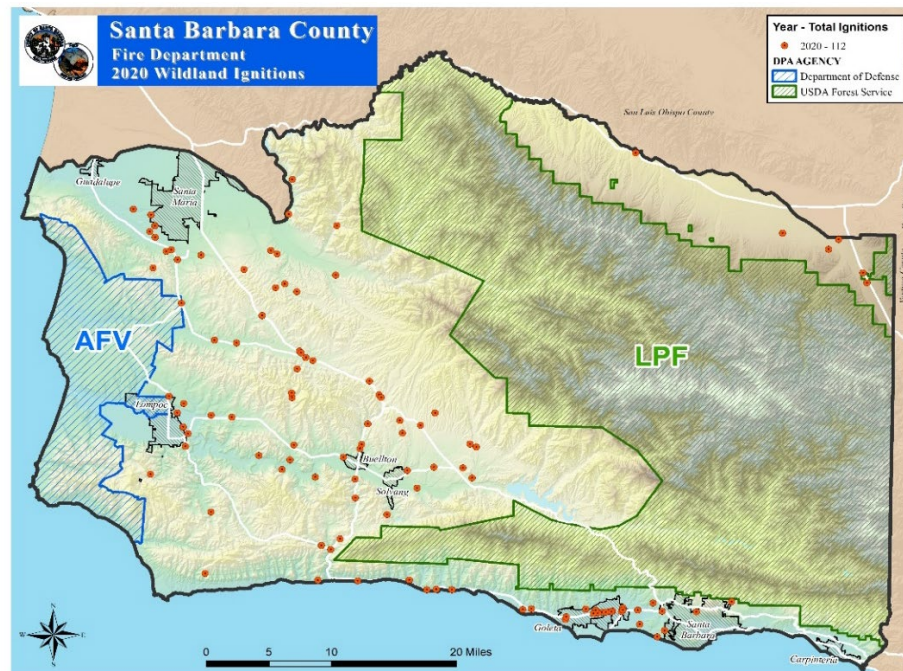 Santa Barbara County
Fire Department
2020 Wildland Ignitions
Year - Total Ignitions
2020 - 112
DPA AGENCY
Department of Defense
USDA Forest Service
San Luis Obispo County
Guadalupe
Santa
Maria
AFV
LPF
Lompoc
Buellton
Solvang
Goleta
Santa
Barbara
Carpinteria
N
W
E
S
0
5
10
20 Miles